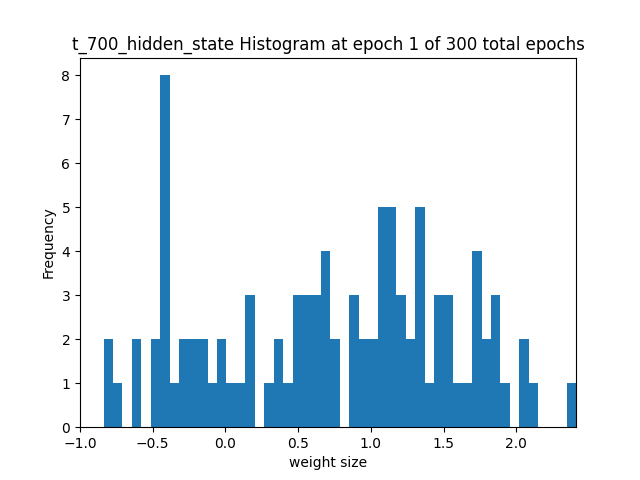 t_700_hidden_state Histogram at epoch 1 of 300 total epochs
8
7
6
5
4
3
2
1
0
Frequency
−1.0 −0.5 0.0 0.5 1.0 1.5 2.0
weight size